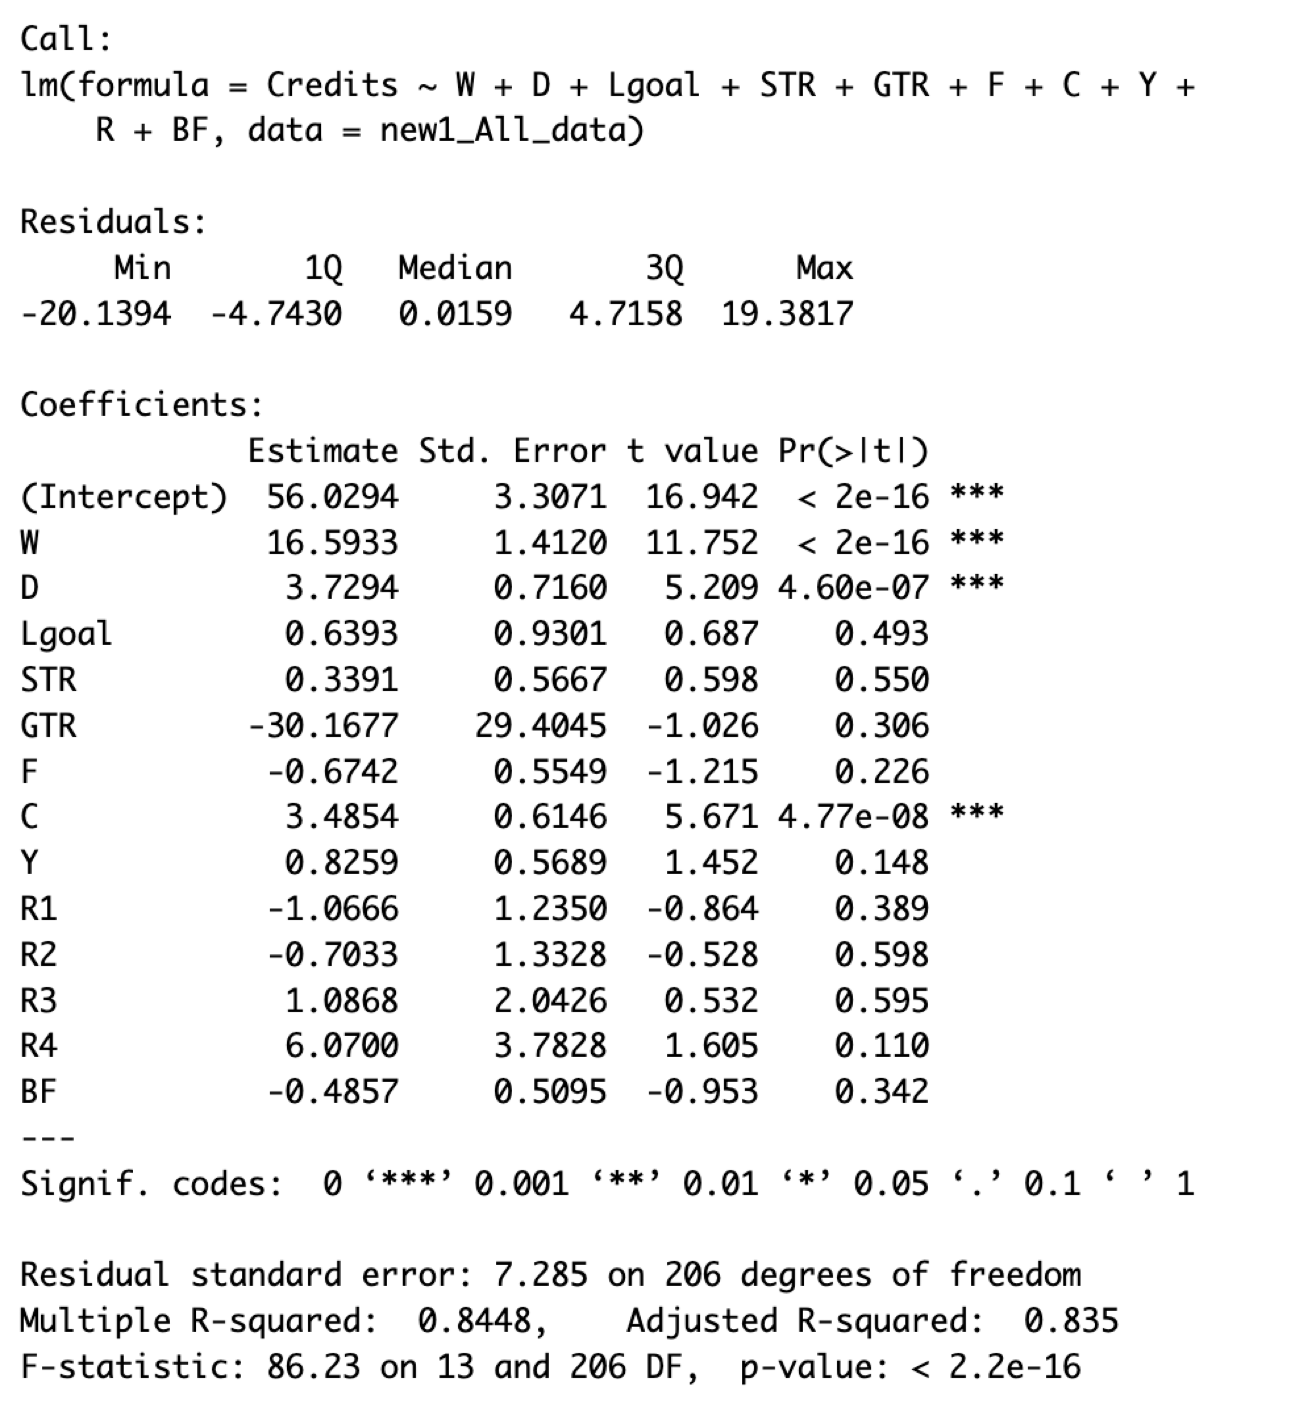 Call:
lm(formula = Credits ~ W + D + Lgoal + STR + GTR + F + C + Y +
    R + BF, data = new1_All_data)

Residuals:
     Min       1Q   Median       3Q      Max
-20.1394  -4.7430   0.0159   4.7158  19.3817

Coefficients:
            Estimate Std. Error t value Pr(>|t|)
(Intercept)  56.0294     3.3071  16.942  < 2e-16 ***
W            16.5933     1.4120  11.752  < 2e-16 ***
D             3.7294     0.7160   5.209 4.60e-07 ***
Lgoal         0.6393     0.9301   0.687    0.493
STR           0.3391     0.5667   0.598    0.550
GTR         -30.1677    29.4045  -1.026    0.306
F            -0.6742     0.5549  -1.215    0.226
C             3.4854     0.6146   5.671 4.77e-08 ***
Y             0.8259     0.5689   1.452    0.148
R1           -1.0666     1.2350  -0.864    0.389
R2           -0.7033     1.3328  -0.528    0.598
R3            1.0868     2.0426   0.532    0.595
R4            6.0700     3.7828   1.605    0.110
BF           -0.4857     0.5095  -0.953    0.342
---
Signif. codes:  0 ‘***’ 0.001 ‘**’ 0.01 ‘*’ 0.05 ‘.’ 0.1 ‘ ’ 1

Residual standard error: 7.285 on 206 degrees of freedom
Multiple R-squared:  0.8448,    Adjusted R-squared:  0.835
F-statistic: 86.23 on 13 and 206 DF,  p-value: < 2.2e-16